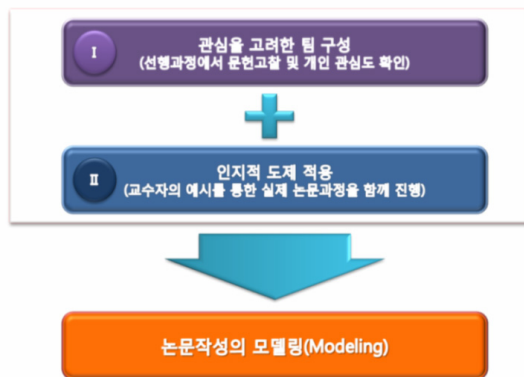 I
관심을 고려한 팀 구성
(선행과정에서 문헌고찰 및 개인 관심도 확인)
II
인지적 도제 적용
(교수자의 예시를 통한 실제 논문과정을 함께 진행)
논문작성의 모델링(Modeling)